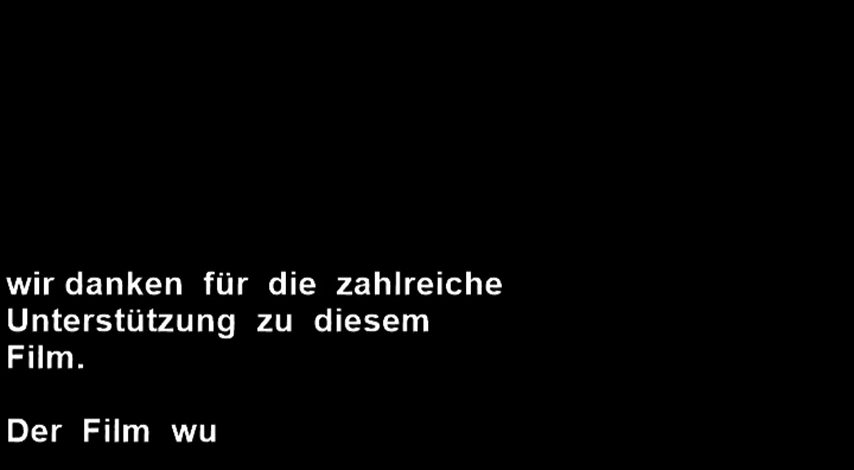 wir danken für die zahlreiche
Unterstützung zu diesem
Film.
Der Film wu